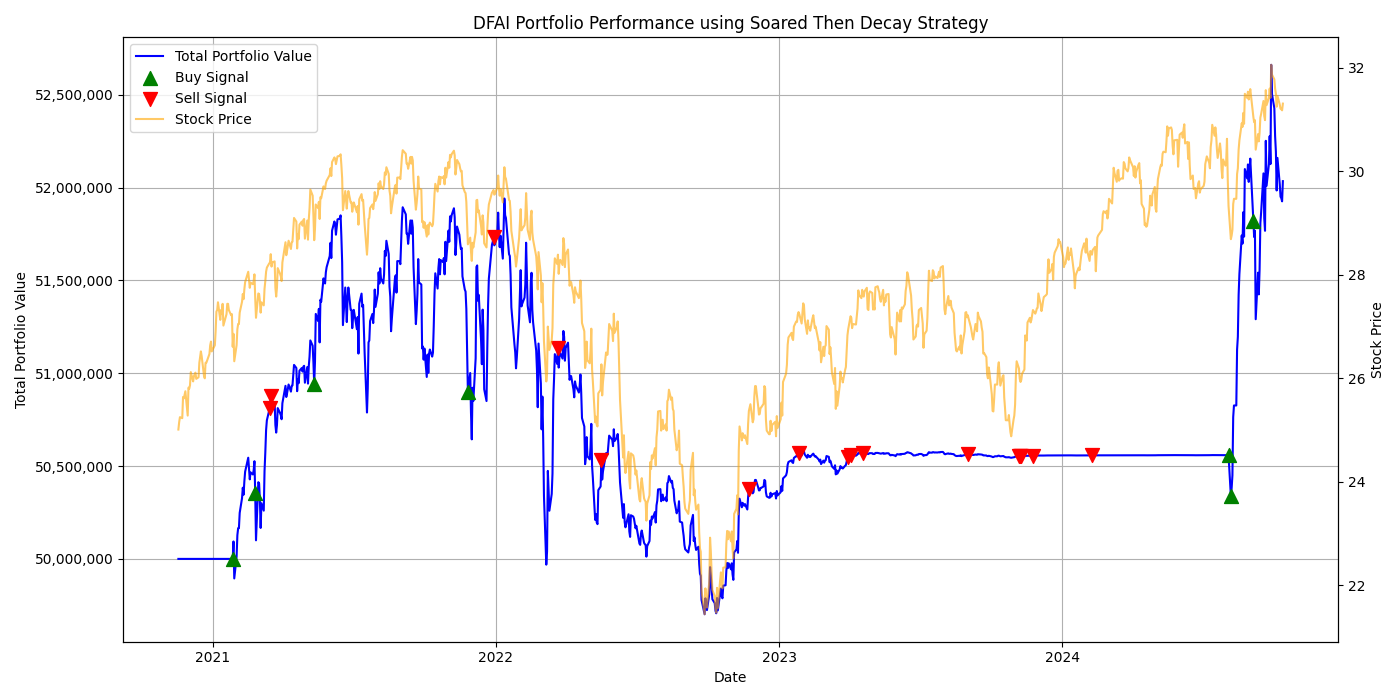 DFAI Portfolio Performance using Soared Then Decay Strategy
Total Portfolio Value
Buy Signal
Sell Signal
Stock Price
52,500,000
52,000,000
51,500,000
51,000,000
50,500,000
50,000,000
Total Portfolio Value
32
30
28
26
24
22
Stock Price
2021
2022
2023
2024
Date